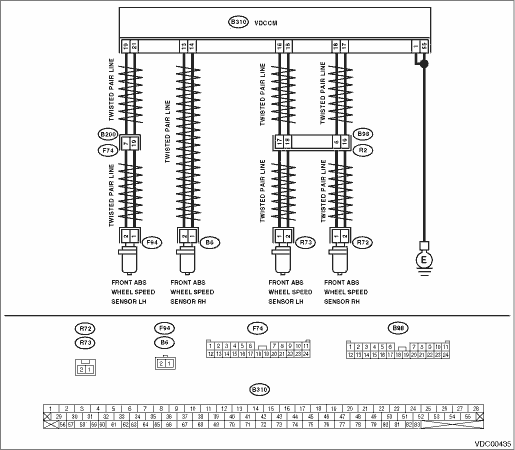 B310 VDCCM
19 21 13 14 16 15 18 17 1 55
TWISTED PAIR LINE
TWISTED PAIR LINE
TWISTED PAIR LINE
TWISTED PAIR LINE
B200
F74
7 19
17 18
6 19
B98
R2
TWISTED PAIR LINE
TWISTED PAIR LINE
TWISTED PAIR LINE
2 1 F94
2 1 B6
1 2 R73
1 2 R72
E
FRONT ABS
WHEEL SPEED
SENSOR LH
FRONT ABS
WHEEL SPEED
SENSOR RH
FRONT ABS
WHEEL SPEED
SENSOR LH
FRONT ABS
WHEEL SPEED
SENSOR RH
R72
R73
2 1
F94
B6
2 1
F74
1 2 3 4 5 6 7 8 9 10 11
12 13 14 15 16 17 18 19 20 21 22 23 24
B98
1 2 3 4 5 6 7 8 9 10 11
12 13 14 15 16 17 18 19 20 21 22 23 24
B310
1 2 3 4 5 6 7 8 9 10 11 12 13 14 15 16 17 18 19 20 21 22 23 24 25 26 27 28
29 30 31 32 33 34 35 36 37 38 39 40 41 42 43 44 45 46 47 48 49 50 51 52 53 54 55
56 57 58 59 60 61 62 63 64 65 66 67 68 69 70 71 72 73 74 75 76 77 78 79 80 81 82 83
VDC00435